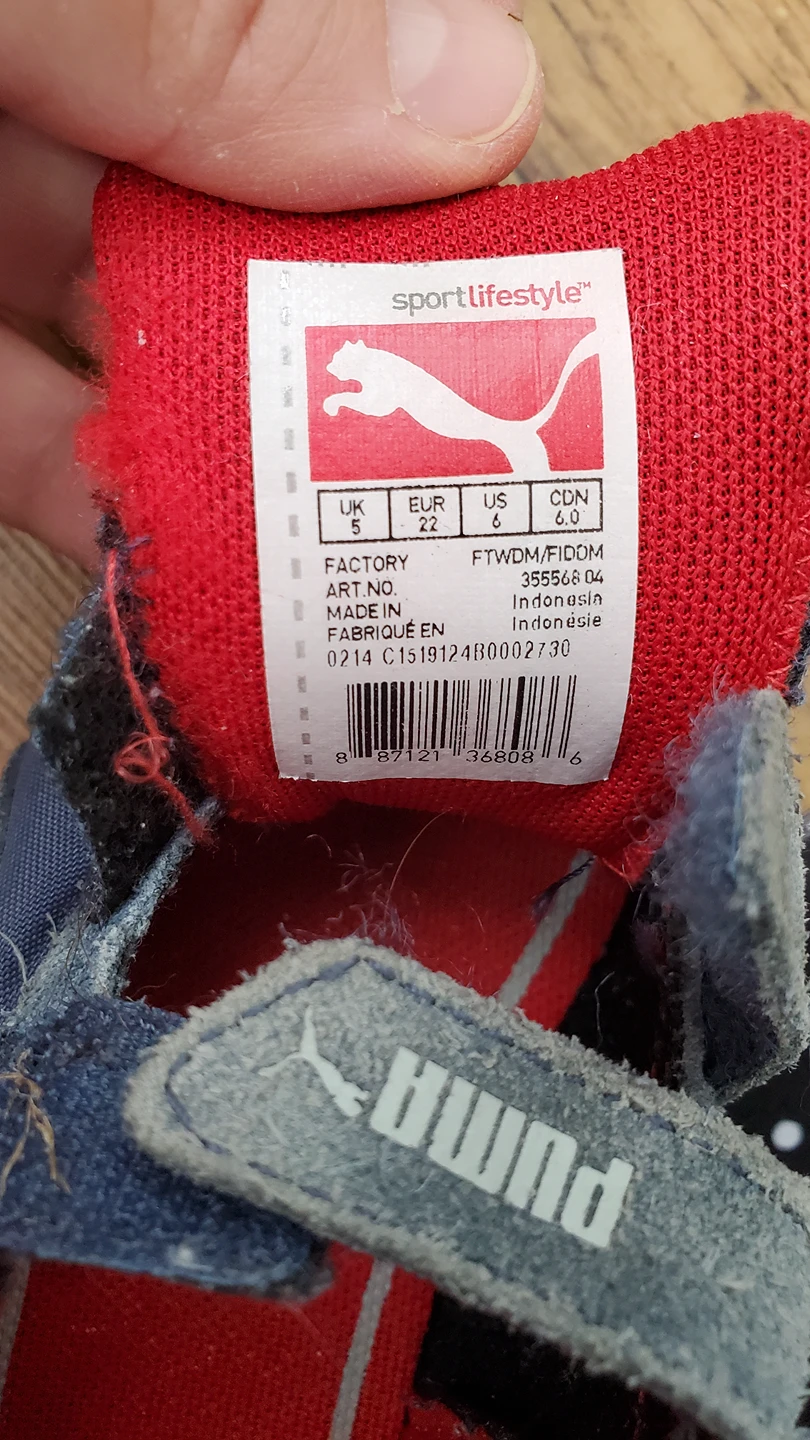 sportlifestyle™
UK EUR US CDN
5 22 6 6.0
FACTORY FTWDM/FIDOM
ART.NO. 355568 04
MADE IN Indonesia
FABRIQUÉ EN Indonésie
0214 C1519124B0002730
8 87121 36808 6
PUMA